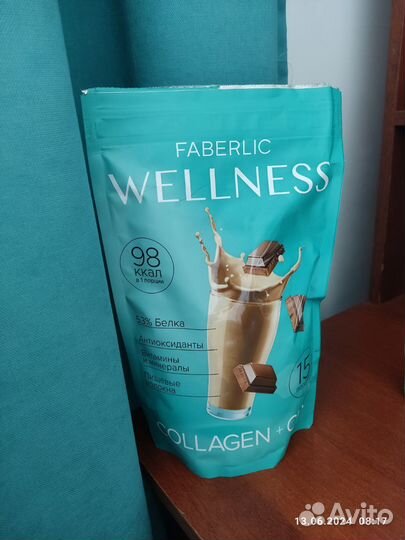 FABERLIC
WELLNESS
98
ккал
в 1 порции
53% Белка
Антиоксиданты
Витамины
и минералы
Пищевые
волокна
15
COLLAGEN +
Avito
13.06.2024 08:17